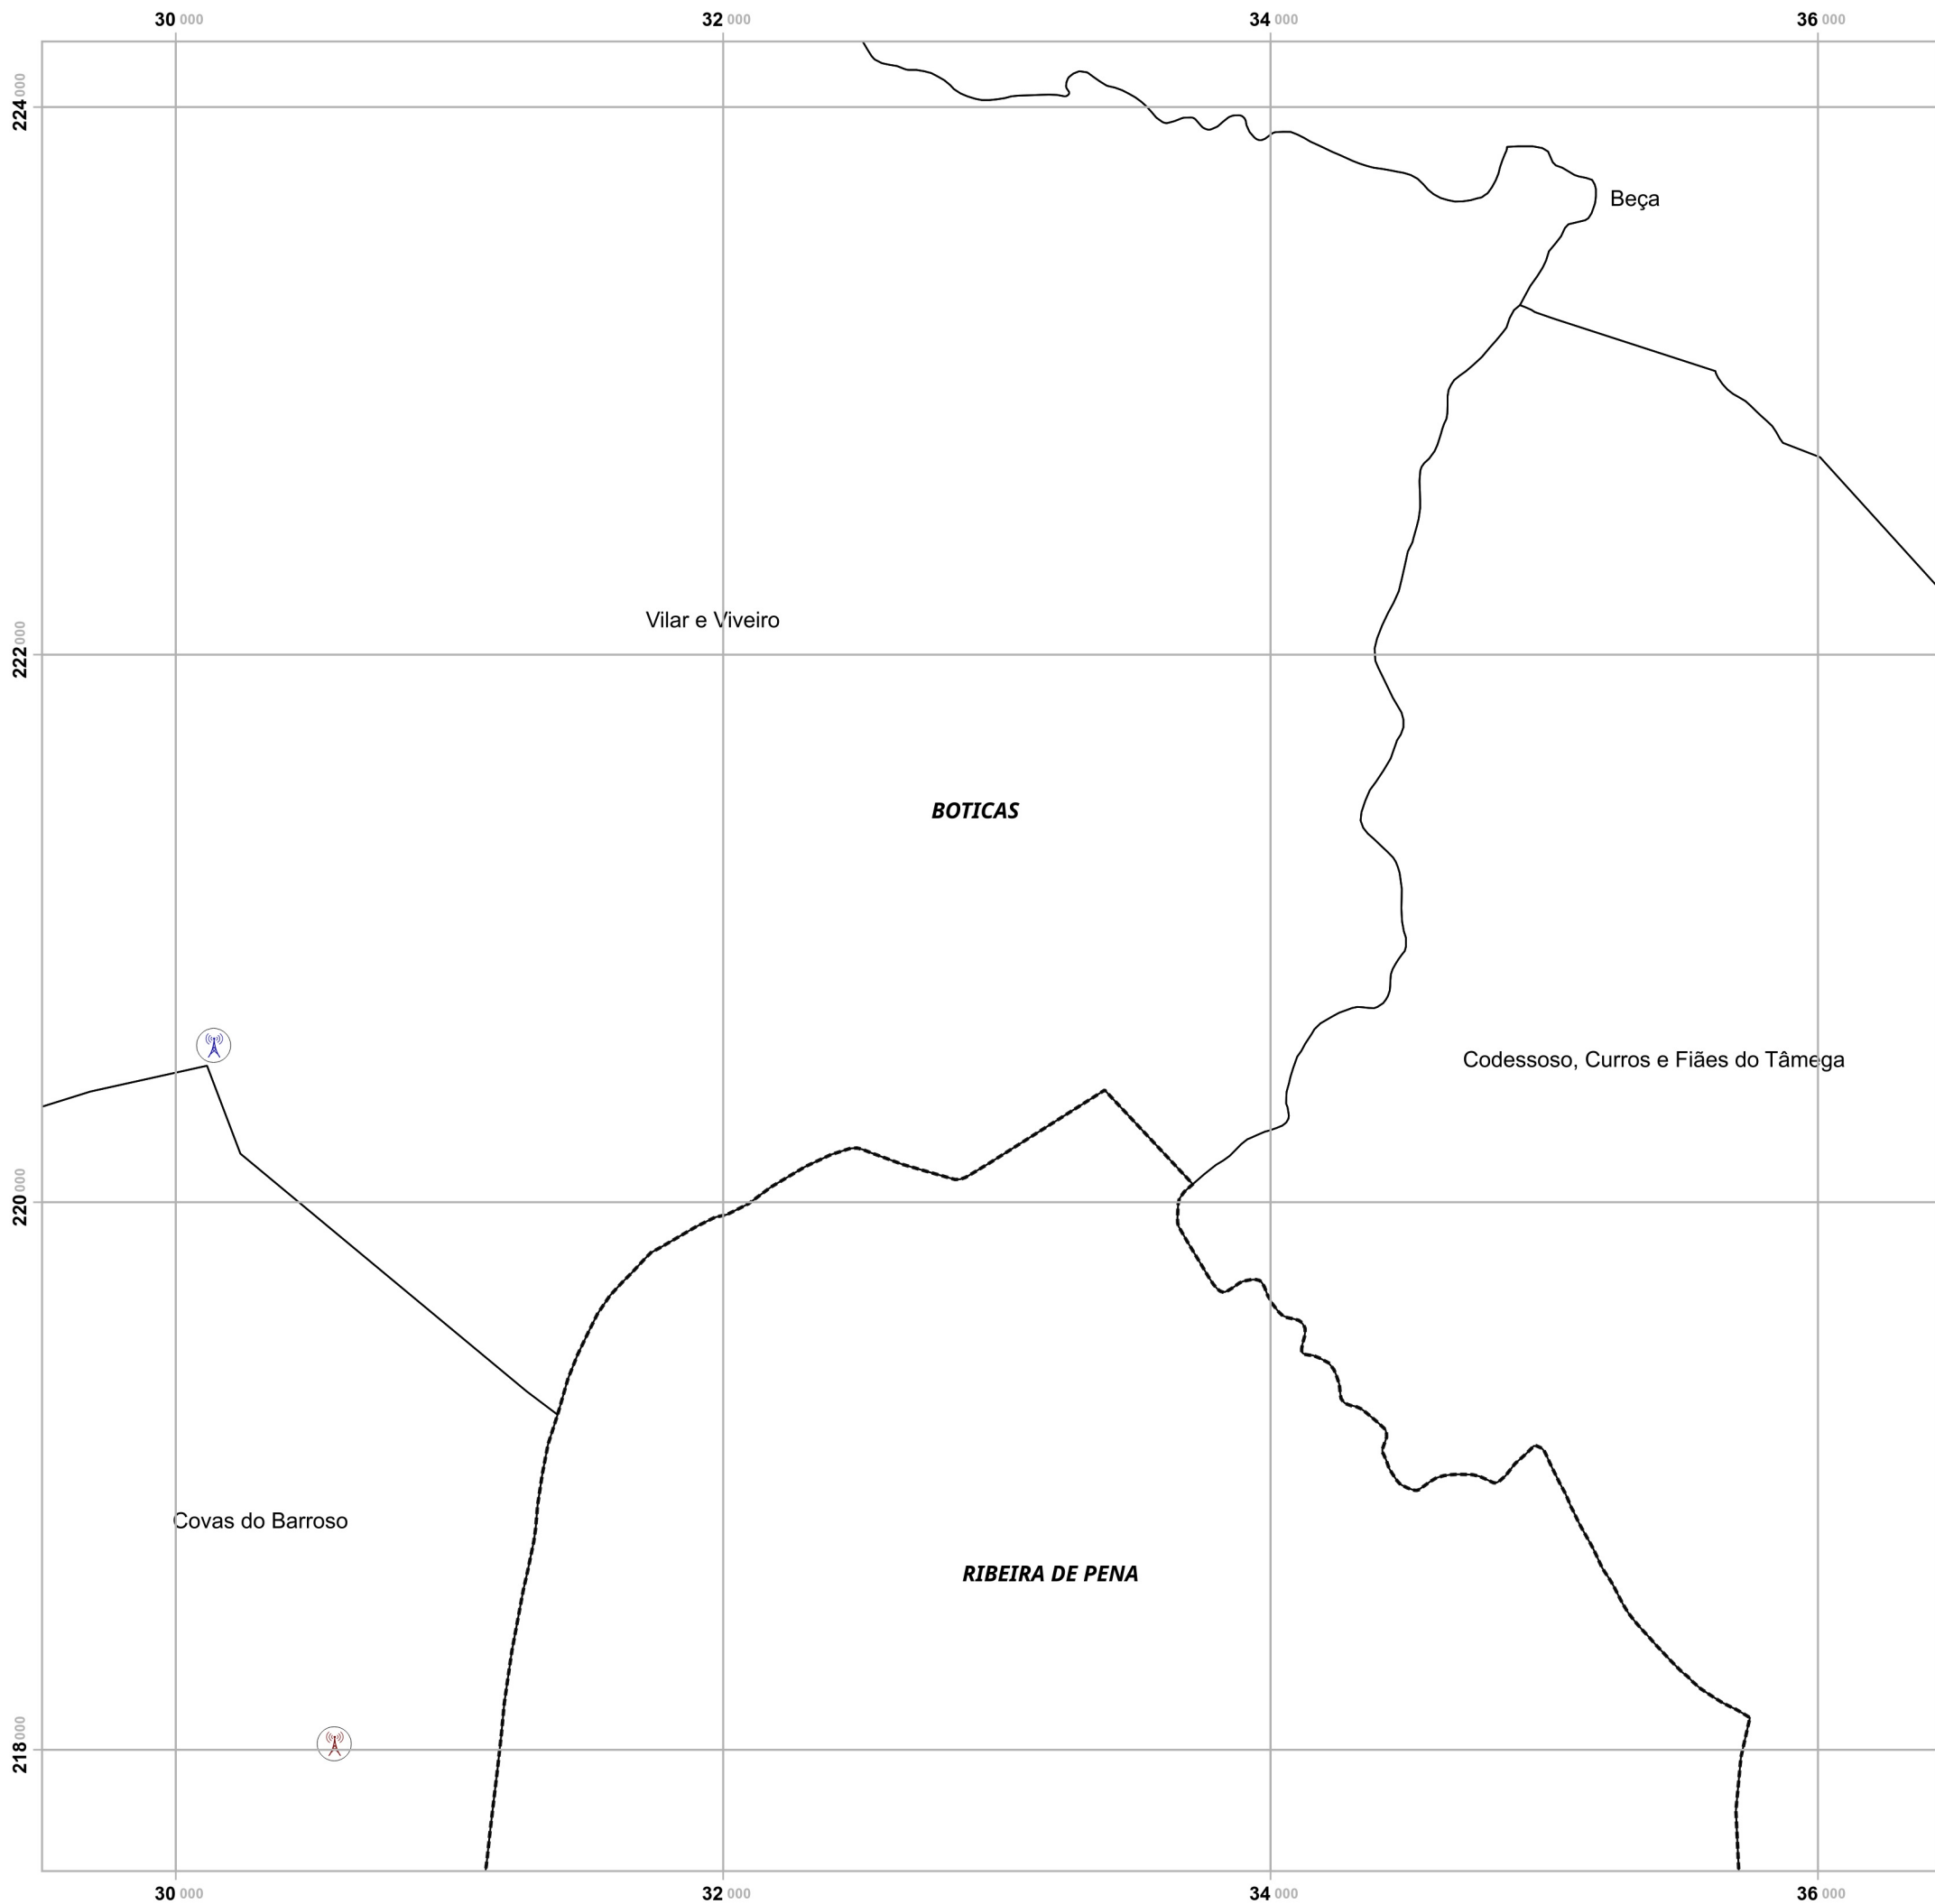 30 000
32 000
34 000
36 000
224 000
Beça
Vilar e Viveiro
222 000
BOTICAS
Codessoso, Curros e Fiães do Tâmega
220 000
Covas do Barroso
RIBEIRA DE PENA
218 000
30 000
32 000
34 000
36 000